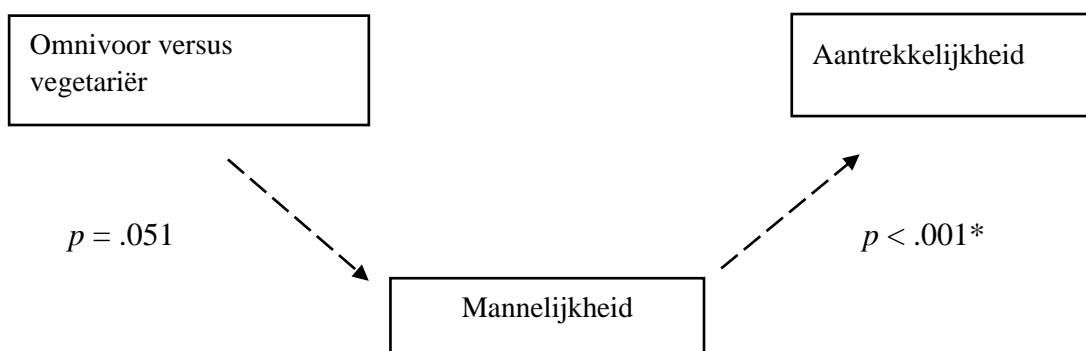 Omnivoor versus
vegetariër
Aantrekkelijkheid
p = .051
p < .001*
Mannelijkheid